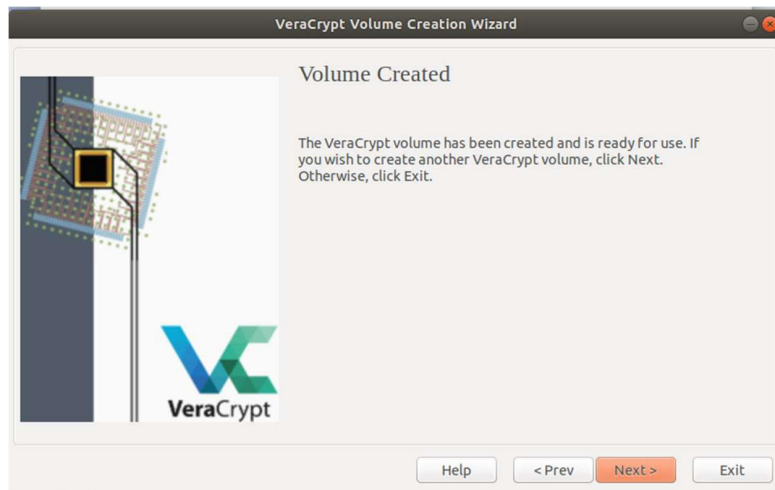 VeraCrypt Volume Creation Wizard
Volume Created
The VeraCrypt volume has been created and is ready for use. If
you wish to create another VeraCrypt volume, click Next.
Otherwise, click Exit.
VeraCrypt
Help
< Prev
Next >
Exit